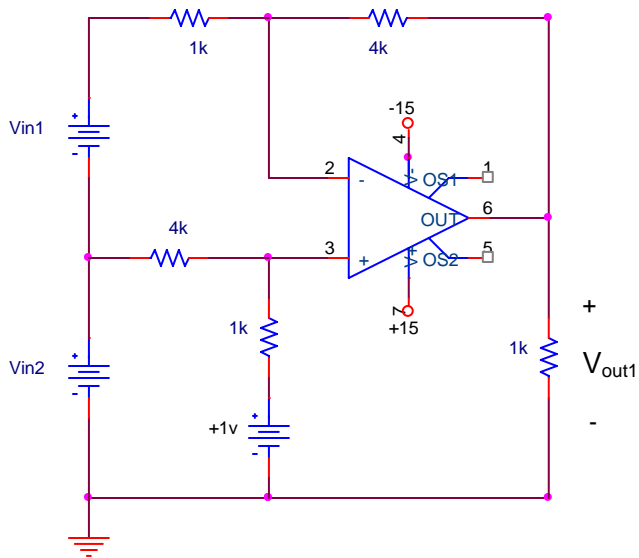 1k
4k
Vin1
+
-
-15
4
V-
2
-
OS1
1
OUT
6
4k
3
+
V+
OS2
5
7
+15
1k
Vin2
+
-
+1v
+
-
1k
+
Vout1
-